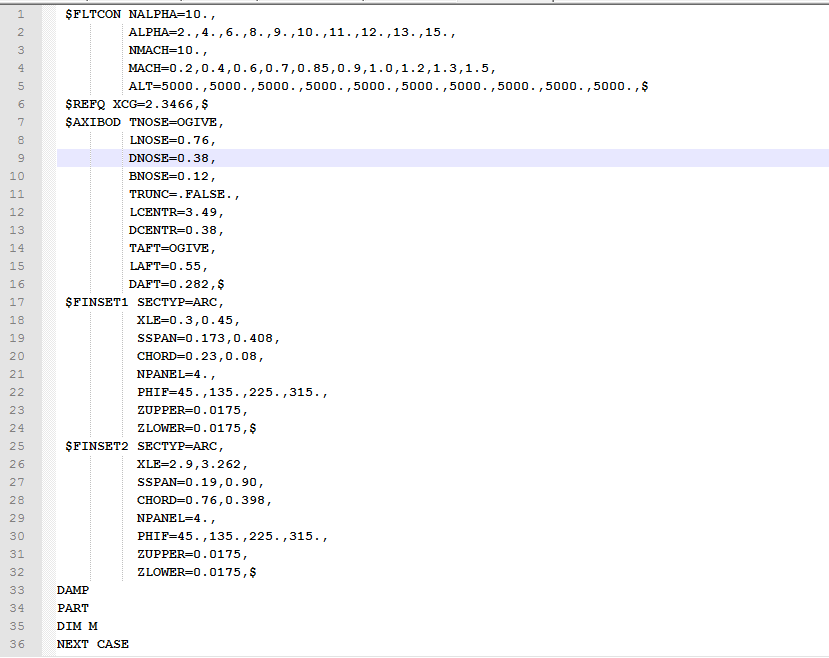 1 $FLTCON NALPHA=10.,
2 ALPHA=2.,4.,6.,8.,9.,10.,11.,12.,13.,15.,
3 NMACH=10.,
4 MACH=0.2,0.4,0.6,0.7,0.85,0.9,1.0,1.2,1.3,1.5,
5 ALT=5000.,5000.,5000.,5000.,5000.,5000.,5000.,5000.,5000.,5000.,$
6 $REFQ XCG=2.3466,$
7 $AXIBOD TNOSE=OGIVE,
8 LNOSE=0.76,
9 DNOSE=0.38,
10 BNOSE=0.12,
11 TRUNC=.FALSE.,
12 LCENTR=3.49,
13 DCENTR=0.38,
14 TAFT=OGIVE,
15 LAFT=0.55,
16 DAFT=0.282,$
17 $FINSET1 SECTYP=ARC,
18 XLE=0.3,0.45,
19 SSPAN=0.173,0.408,
20 CHORD=0.23,0.08,
21 NPANEL=4.,
22 PHIF=45.,135.,225.,315.,
23 ZUPPER=0.0175,
24 ZLOWER=0.0175,$
25 $FINSET2 SECTYP=ARC,
26 XLE=2.9,3.262,
27 SSPAN=0.19,0.90,
28 CHORD=0.76,0.398,
29 NPANEL=4.,
30 PHIF=45.,135.,225.,315.,
31 ZUPPER=0.0175,
32 ZLOWER=0.0175,$
33 DAMP
34 PART
35 DIM M
36 NEXT CASE